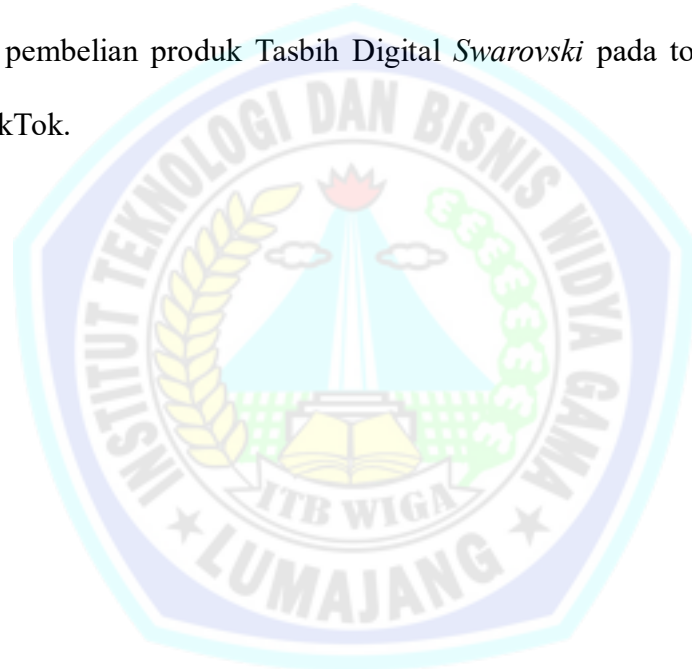 pembelian produk Tasbih Digital Swarovski pada to
kTok.
INSTITUT TEKNOLOGI DAN BISNIS WIDYA GAMA
ITB WIGA
LUMAJANG